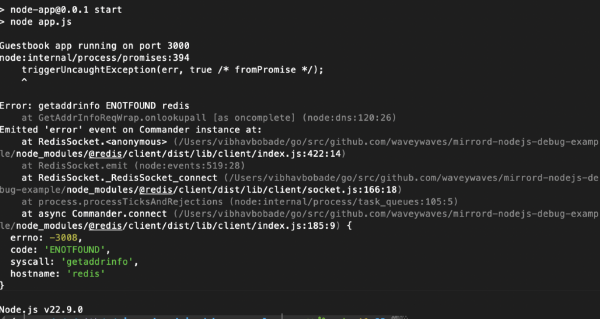 > node-app@0.0.1 start
> node app.js
Guestbook app running on port 3000
node:internal/process/promises:394
triggerUncaughtException(err, true /* fromPromise */);
^
Error: getaddrinfo ENOTFOUND redis
at GetAddrInfoReqWrap.onlookupall [as oncomplete] (node:dns:120:26)
Emitted 'error' event on Commander instance at:
at RedisSocket.<anonymous> (/Users/vibhavbobade/go/src/github.com/waveywaves/mirrord-nodejs-debug-examp
le/node_modules/@redis/client/dist/lib/client/index.js:422:14)
at RedisSocket.emit (node:events:519:28)
at RedisSocket._RedisSocket_connect (/Users/vibhavbobade/go/src/github.com/waveywaves/mirrord-nodejs-de
bug-example/node_modules/@redis/client/dist/lib/client/socket.js:166:18)
at process.processTicksAndRejections (node:internal/process/task_queues:105:5)
at async Commander.connect (/Users/vibhavbobade/go/src/github.com/waveywaves/mirrord-nodejs-debug-examp
le/node_modules/@redis/client/dist/lib/client/index.js:185:9) {
errno: -3008,
code: 'ENOTFOUND',
syscall: 'getaddrinfo',
hostname: 'redis'
}
Node.js v22.9.0